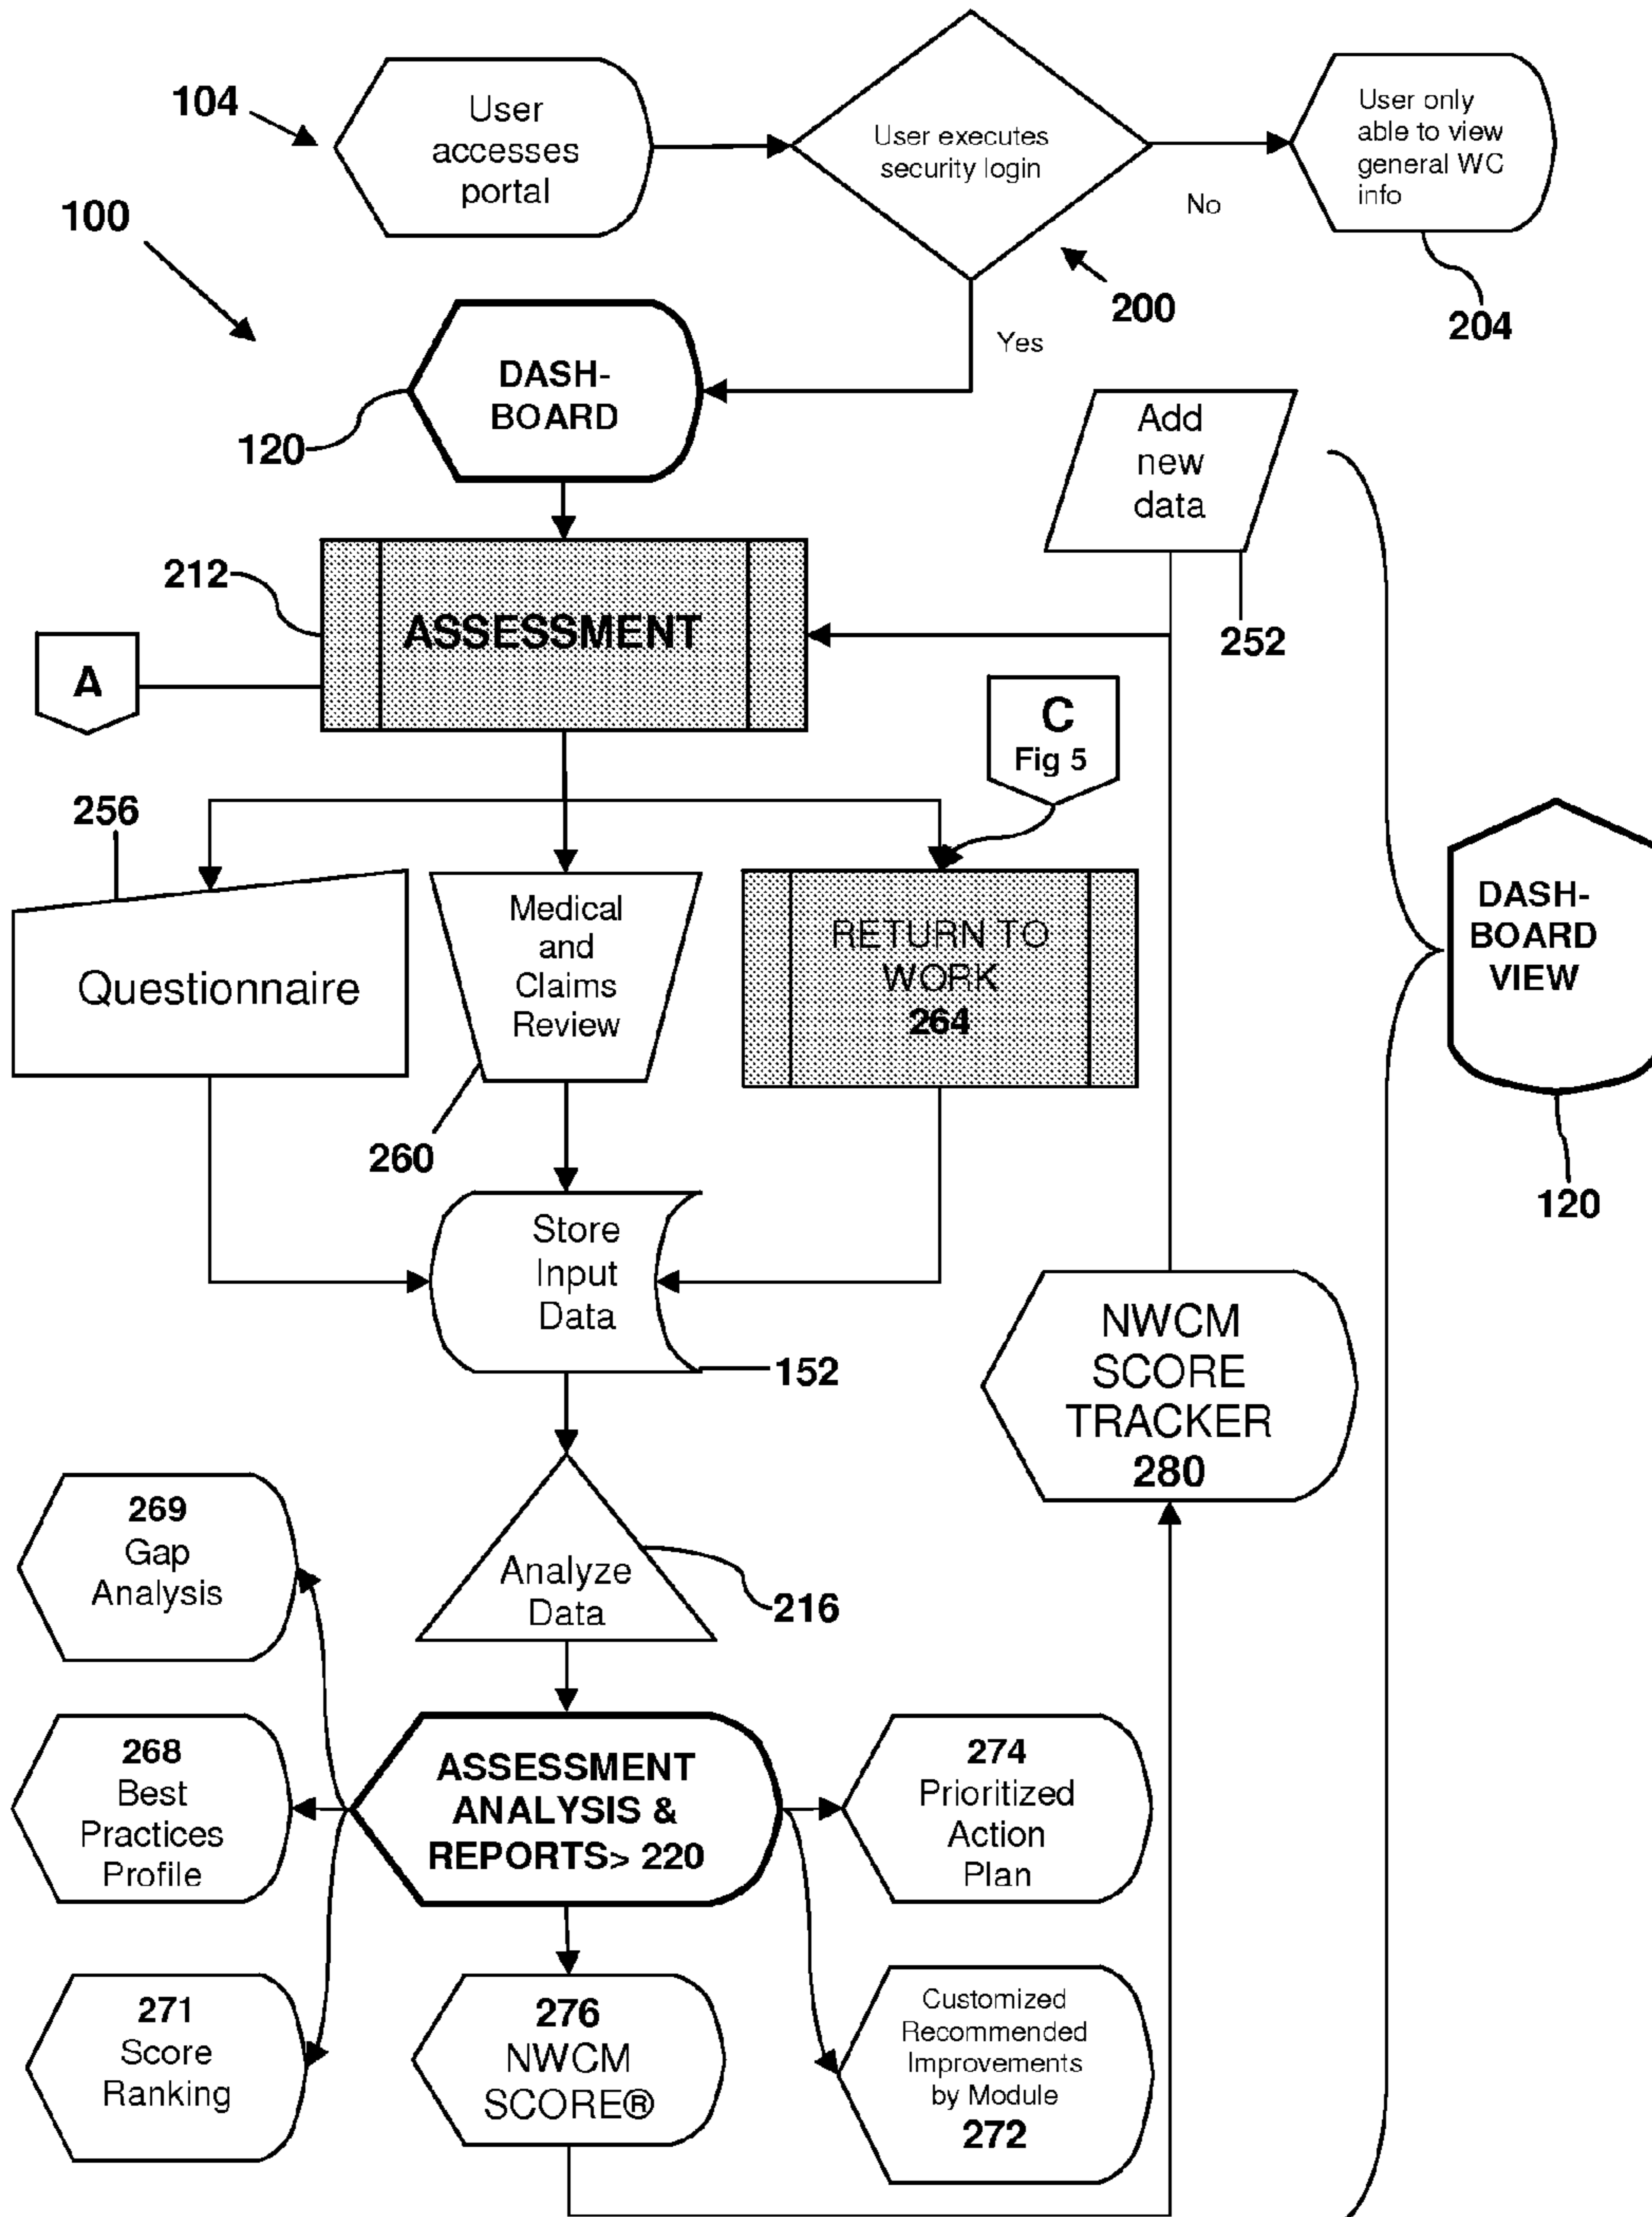 104
User
accesses
portal
User executes
security login
User only
able to view
general WC
info
100
No
200
204
Yes
DASH-
BOARD
120
Add
new
data
212
ASSESSMENT
252
A
C
Fig 5
256
Questionnaire
Medical
and
Claims
Review
RETURN TO
WORK
264
DASH-
BOARD
VIEW
260
120
Store
Input
Data
152
NWCM
SCORE
TRACKER
280
269
Gap
Analysis
Analyze
Data
216
268
Best
Practices
Profile
ASSESSMENT
ANALYSIS &
REPORTS> 220
274
Prioritized
Action
Plan
271
Score
Ranking
276
NWCM
SCORE®
Customized
Recommended
Improvements
by Module
272